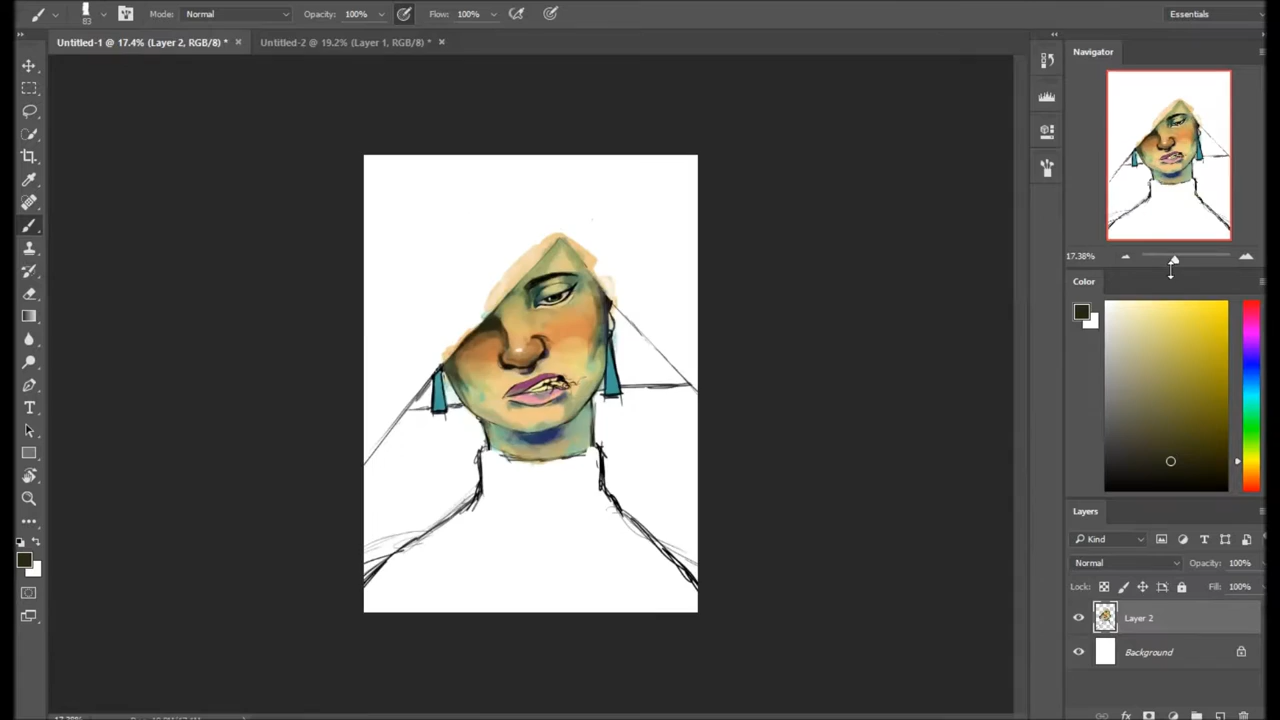 83 Mode: Normal Opacity: 100% Flow: 100% Essentials
Untitled-1 @ 17.4% (Layer 2, RGB/8) * × Untitled-2 @ 19.2% (Layer 1, RGB/8) * ×
Navigator
17.38%
Color
Layers
Kind
Normal Opacity: 100%
Lock: Fill: 100%
Layer 2
Background